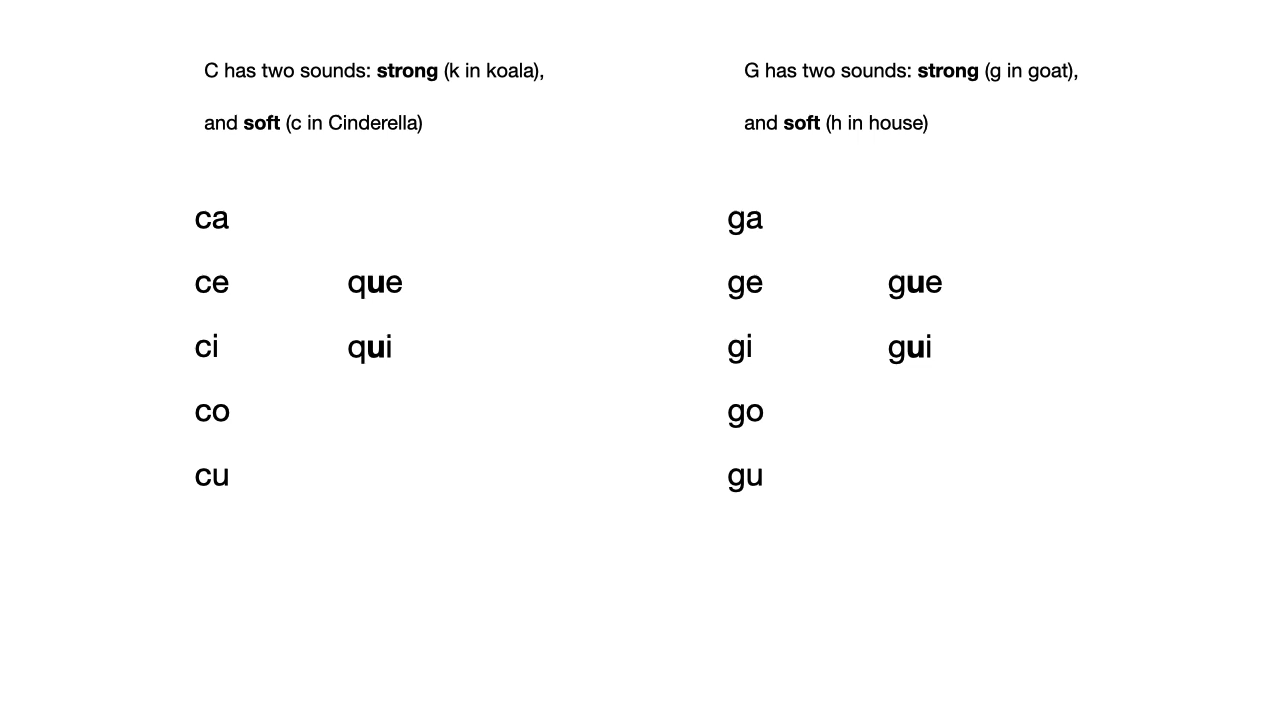 C has two sounds: strong (k in koala),
and soft (c in Cinderella)
ca
ce que
ci qui
co
cu
G has two sounds: strong (g in goat),
and soft (h in house)
ga
ge gue
gi gui
go
gu